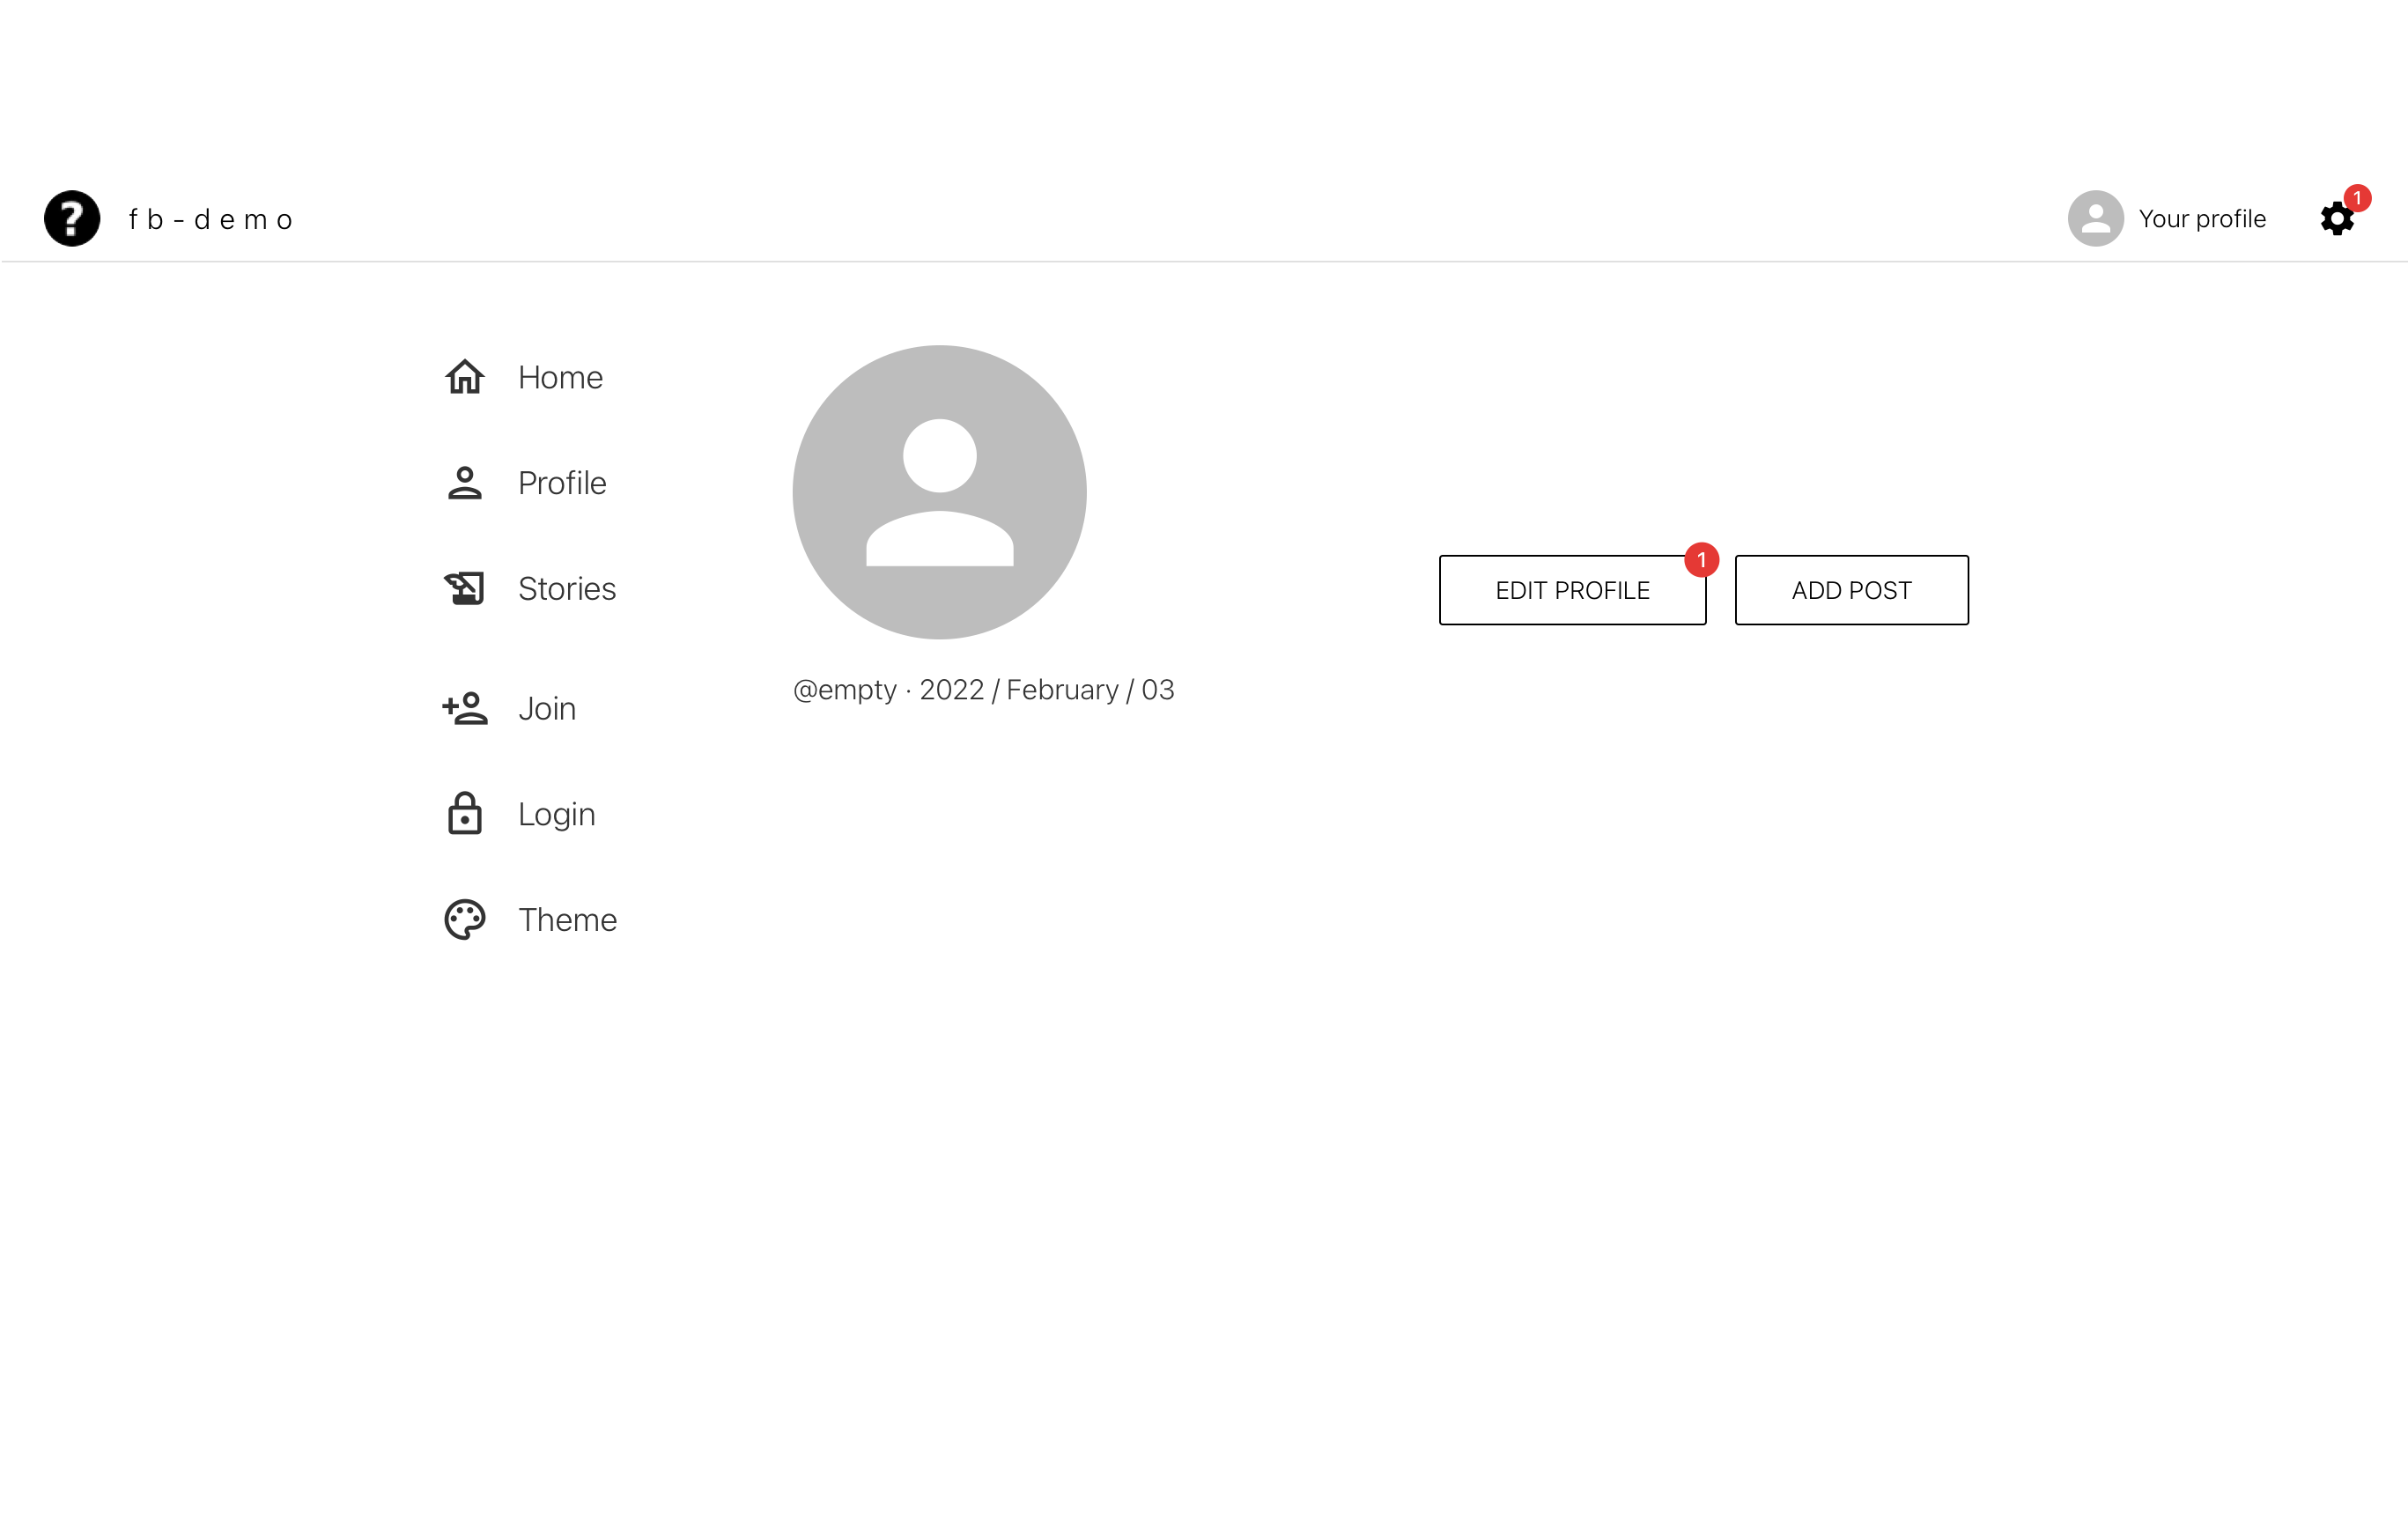 ?
fb-demo
Your profile
1
Home
Profile
Stories
Join
Login
Theme
@empty · 2022 / February / 03
EDIT PROFILE
1
ADD POST